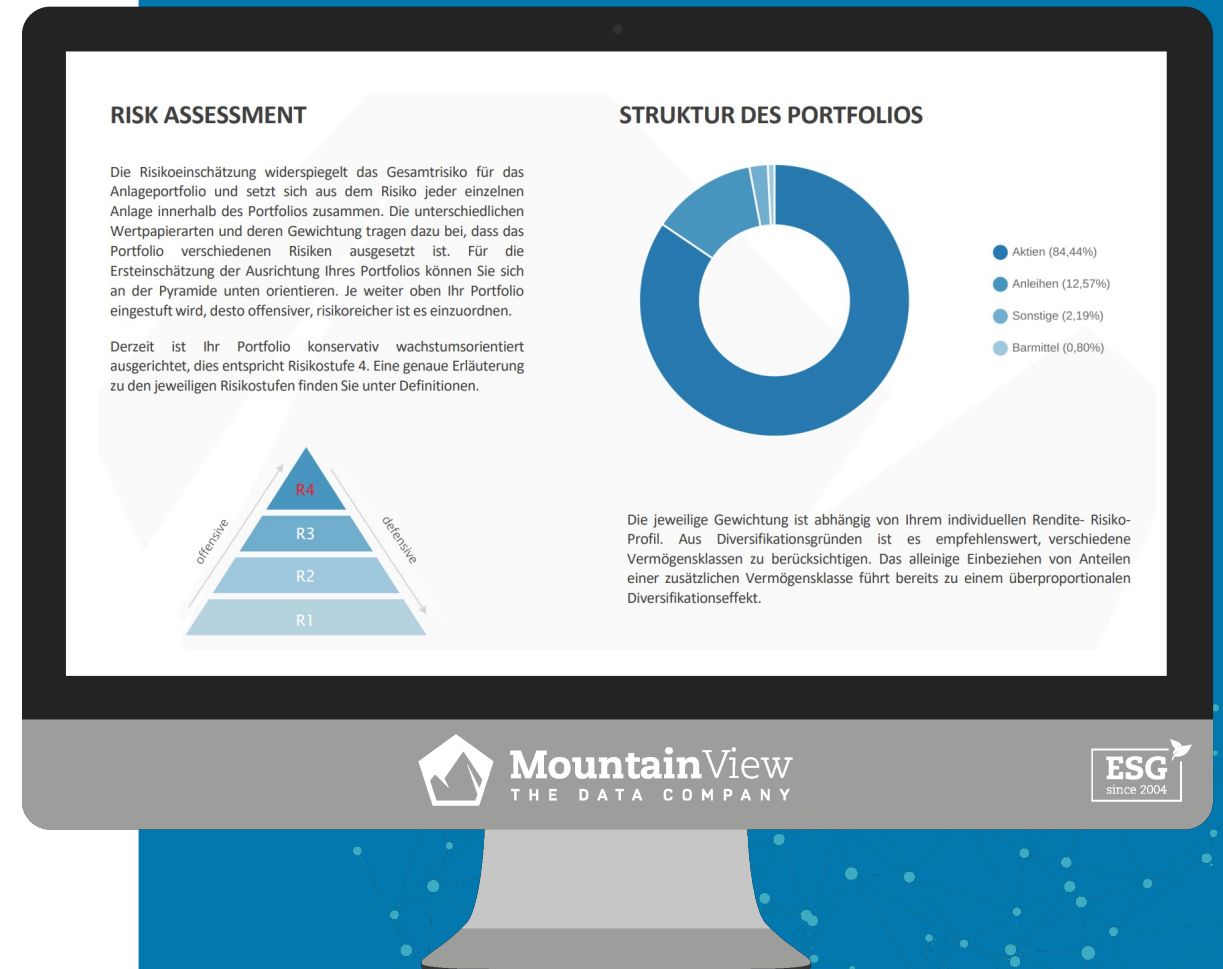 RISK ASSESSMENT
Die Risikoeinschätzung widerspiegelt das Gesamtrisiko für das
Anlageportfolio und setzt sich aus dem Risiko jeder einzelnen
Anlage innerhalb des Portfolios zusammen. Die unterschiedlichen
Wertpapierarten und deren Gewichtung tragen dazu bei, dass das
Portfolio verschiedenen Risiken ausgesetzt ist. Für die
Ersteinschätzung der Ausrichtung Ihres Portfolios können Sie sich
an der Pyramide unten orientieren. Je weiter oben Ihr Portfolio
eingestuft wird, desto offensiver, risikoreicher ist es einzuordnen.
Derzeit ist Ihr Portfolio konservativ wachstumsorientiert
ausgerichtet, dies entspricht Risikostufe 4. Eine genaue Erläuterung
zu den jeweiligen Risikostufen finden Sie unter Definitionen.
offensive
R4
R3
R2
R1
defensive
STRUKTUR DES PORTFOLIOS
Aktien (84,44%)
Anleihen (12,57%)
Sonstige (2,19%)
Barmittel (0,80%)
Die jeweilige Gewichtung ist abhängig von Ihrem individuellen Rendite- Risiko-
Profil. Aus Diversifikationsgründen ist es empfehlenswert, verschiedene
Vermögensklassen zu berücksichtigen. Das alleinige Einbeziehen von Anteilen
einer zusätzlichen Vermögensklasse führt bereits zu einem überproportionalen
Diversifikationseffekt.
MountainView
THE DATA COMPANY
ESG
since 2004